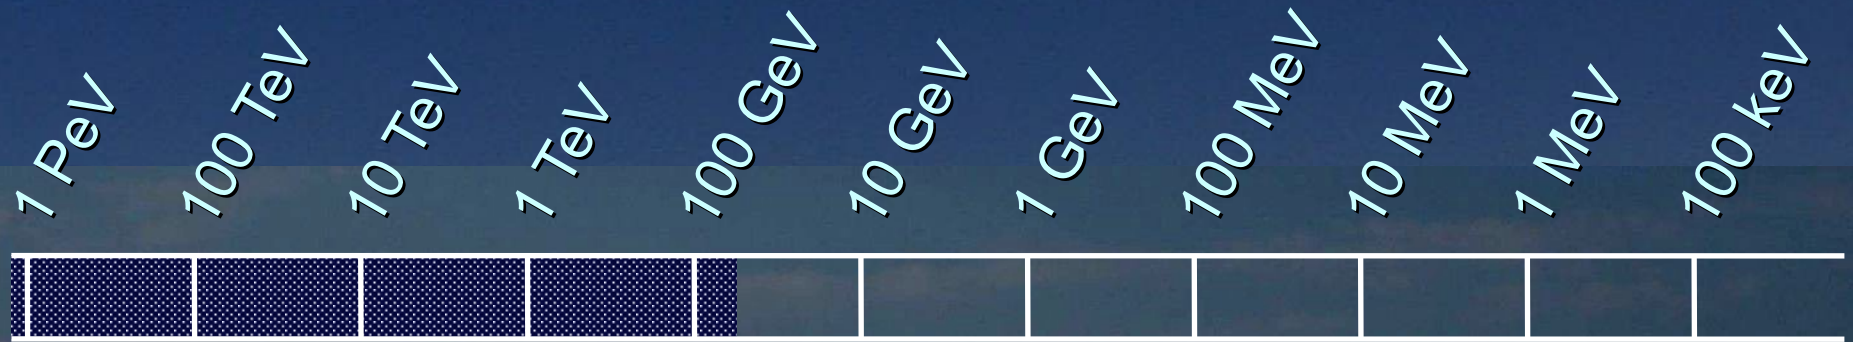 1 PeV
100 TeV
10 TeV
1 TeV
100 GeV
10 GeV
1 GeV
100 MeV
10 MeV
1 MeV
100 keV